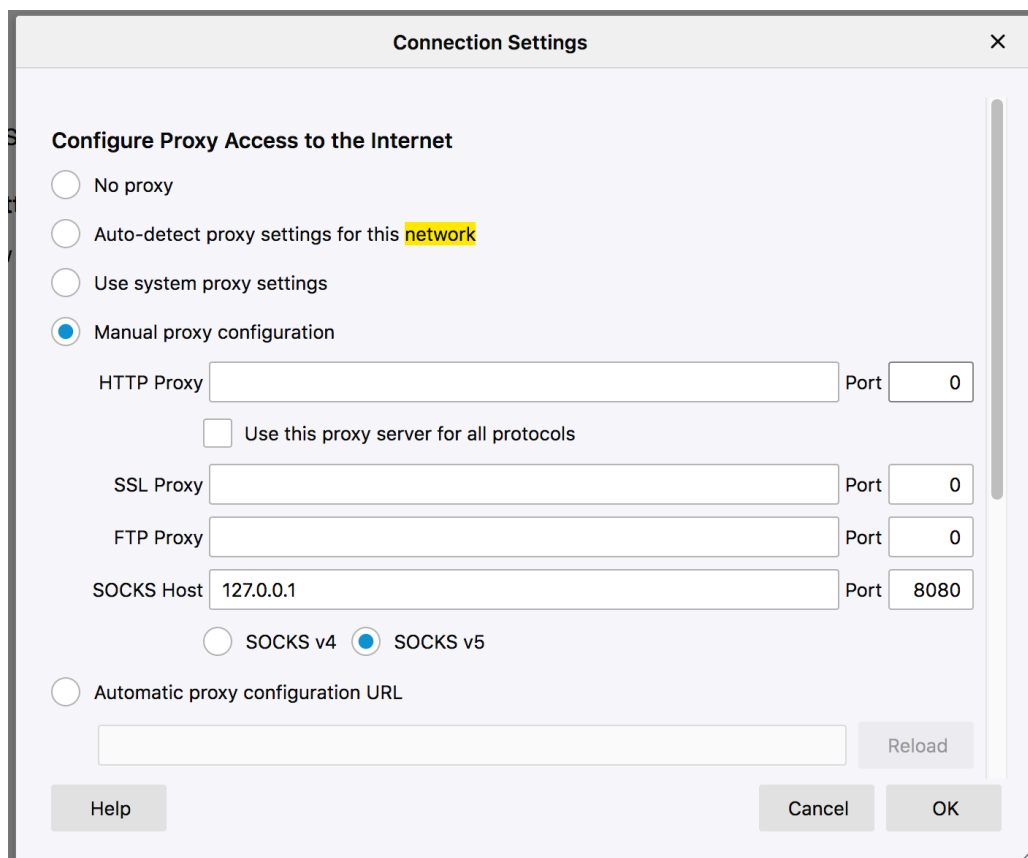 Connection Settings
Configure Proxy Access to the Internet
No proxy
Auto-detect proxy settings for this network
Use system proxy settings
Manual proxy configuration
HTTP Proxy Port 0
Use this proxy server for all protocols
SSL Proxy Port 0
FTP Proxy Port 0
SOCKS Host 127.0.0.1 Port 8080
SOCKS v4 SOCKS v5
Automatic proxy configuration URL
Reload
Help Cancel OK